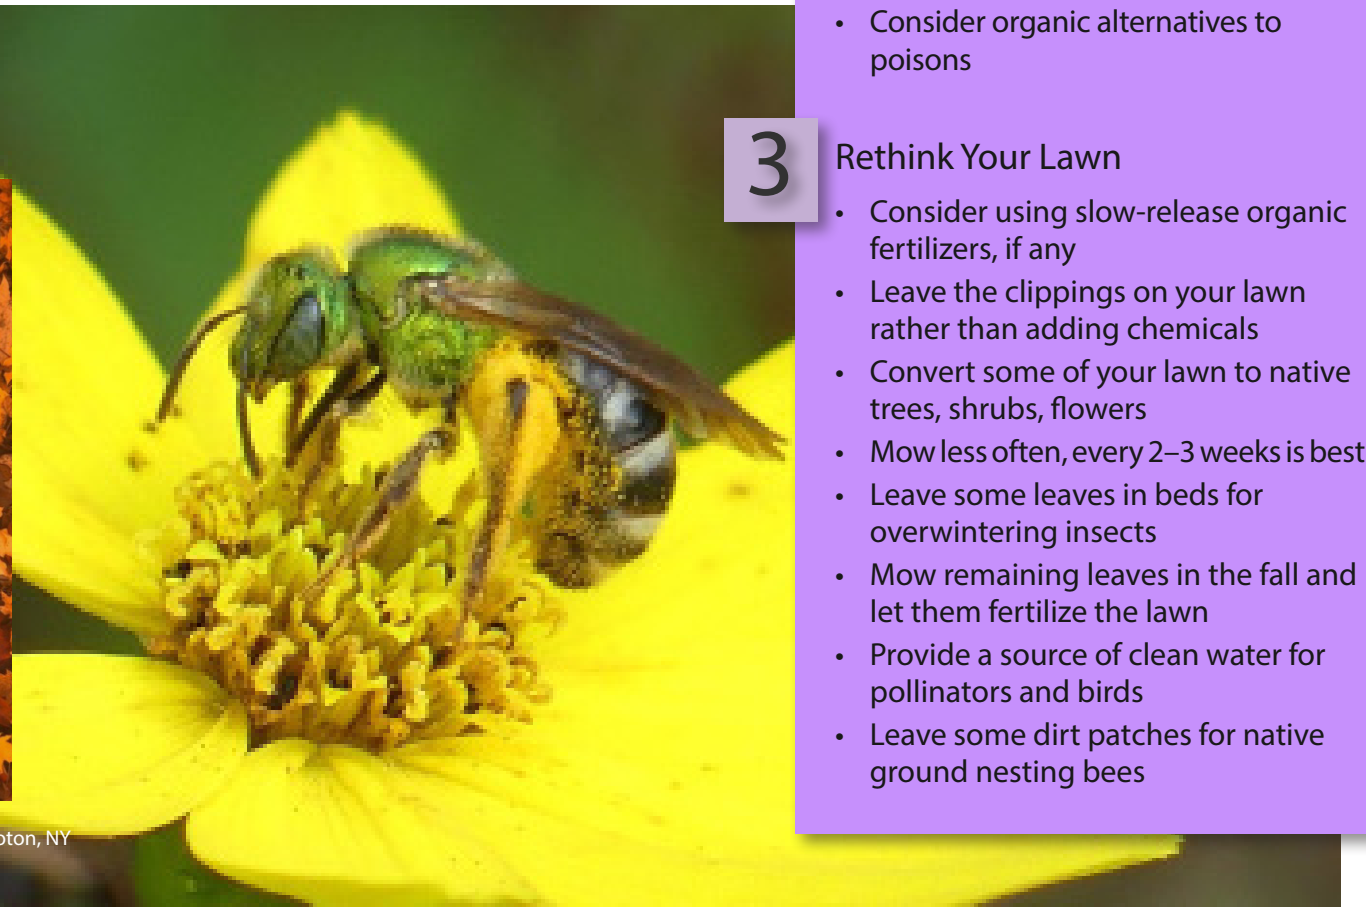 • Consider organic alternatives to
poisons
3
Rethink Your Lawn
• Consider using slow-release organic
fertilizers, if any
• Leave the clippings on your lawn
rather than adding chemicals
• Convert some of your lawn to native
trees, shrubs, flowers
• Mow less often, every 2–3 weeks is best
• Leave some leaves in beds for
overwintering insects
• Mow remaining leaves in the fall and
let them fertilize the lawn
• Provide a source of clean water for
pollinators and birds
• Leave some dirt patches for native
ground nesting bees
NY